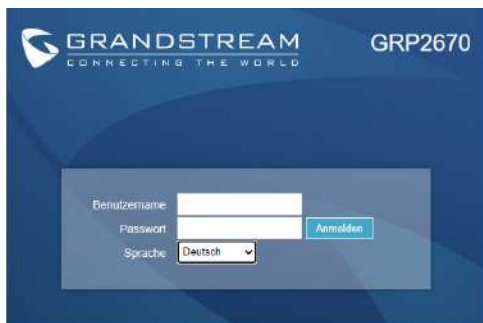 GRANDSTREAM
CONNECTING THE WORLD
GRP2670
Benutzername
Passwort
Anmelden
Sprache
Deutsch